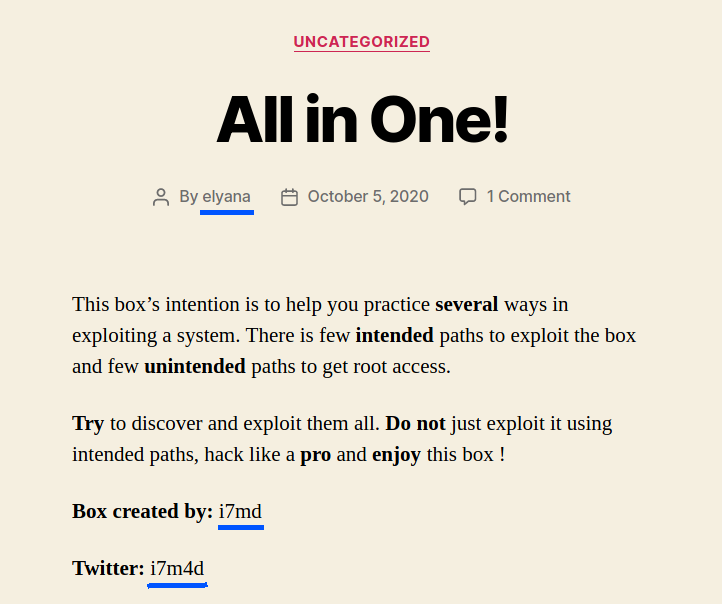 UNCATEGORIZED
All in One!
By elyana October 5, 2020 1 Comment
This box’s intention is to help you practice several ways in
exploiting a system. There is few intended paths to exploit the box
and few unintended paths to get root access.
Try to discover and exploit them all. Do not just exploit it using
intended paths, hack like a pro and enjoy this box !
Box created by: i7md
Twitter: i7m4d